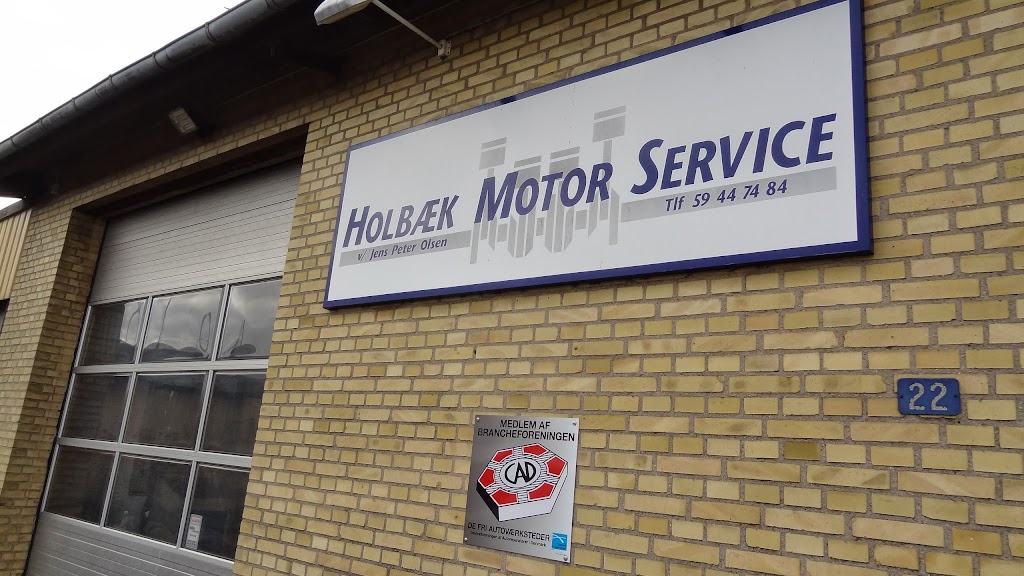 HOLBÆK MOTOR SERVICE
v/ Jens Peter Olsen
Tlf 59 44 74 84
22
MEDLEM AF
BRANCHEFORENINGEN
CAD
DE FRI AUTOVÆRKSTEDER